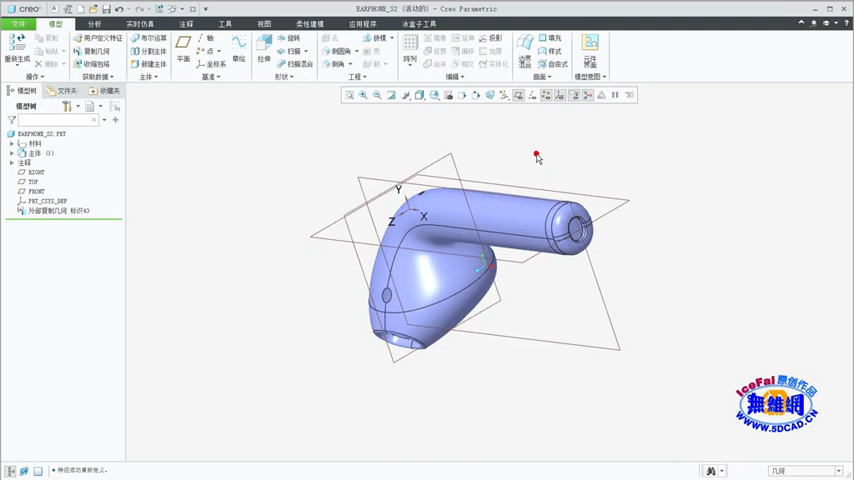 creo
EARPHONE_S2 (活动的) - Creo Parametric
文件 模型 分析 实时仿真 注释 工具 视图 柔性建模 应用程序 冰盒子工具
重新生成 复制 粘贴 删除 操作
用户定义特征 复制几何 收缩包络 获取数据
布尔运算 分割主体 新建主体 主体
平面 轴 点 坐标系 草绘 基准
拉伸 旋转 扫描 扫描混合 形状
孔 倒圆角 倒角 拔模 壳 筋 工程
阵列 镜像 修剪 合并 延伸 偏移 相交 投影 加厚 实体化 编辑
边界混合 填充 样式 自由式 曲面
元件界面 模型意图
模型树 文件夹 收藏夹
模型树
EARPHONE_S2.PRT
材料
主体 (1)
注释
RIGHT
TOP
FRONT
PRT_CSYS_DEF
外部复制几何 标识43
Y
X
Z
IceFai 原创作品
無維網
WWW.5DCAD.CN
特征成功重新定义。
几何